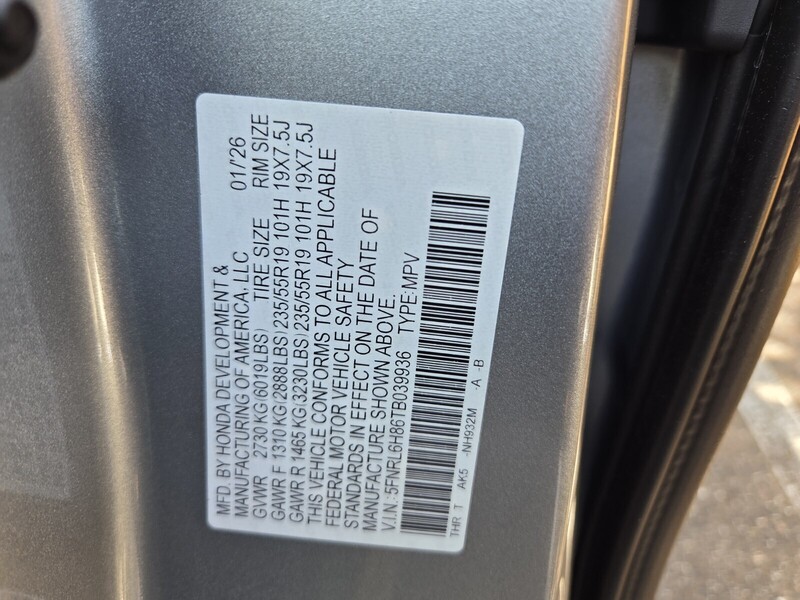 MFD. BY HONDA DEVELOPMENT &
MANUFACTURING OF AMERICA, LLC 01/'26
GVWR 2730 KG(6019LBS) TIRE SIZE RIM SIZE
GAWR F 1310 KG(2888LBS) 235/55R19 101H 19X7.5J
GAWR R 1465 KG(3230LBS) 235/55R19 101H 19X7.5J
THIS VEHICLE CONFORMS TO ALL APPLICABLE
FEDERAL MOTOR VEHICLE SAFETY
STANDARDS IN EFFECT ON THE DATE OF
MANUFACTURE SHOWN ABOVE.
V.I.N.: 5FNRL6H86TB039936 TYPE:MPV
THR T AK5 -NH932M -A -B